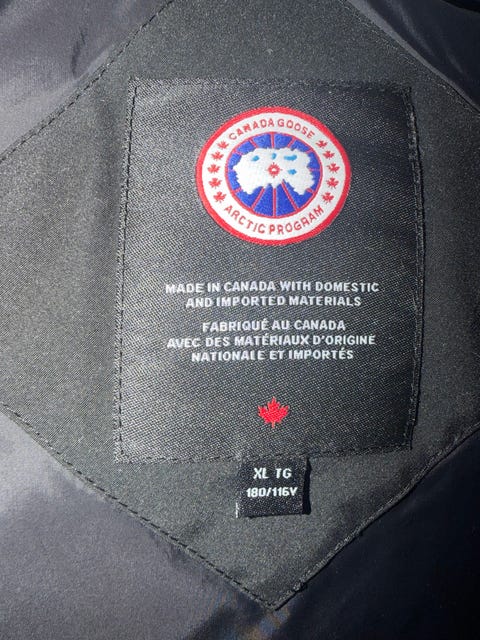 CANADA GOOSE
ARCTIC PROGRAM
MADE IN CANADA WITH DOMESTIC
AND IMPORTED MATERIALS
FABRIQUÉ AU CANADA
AVEC DES MATÉRIAUX D'ORIGINE
NATIONALE ET IMPORTÉS
XL TG
180/116Y